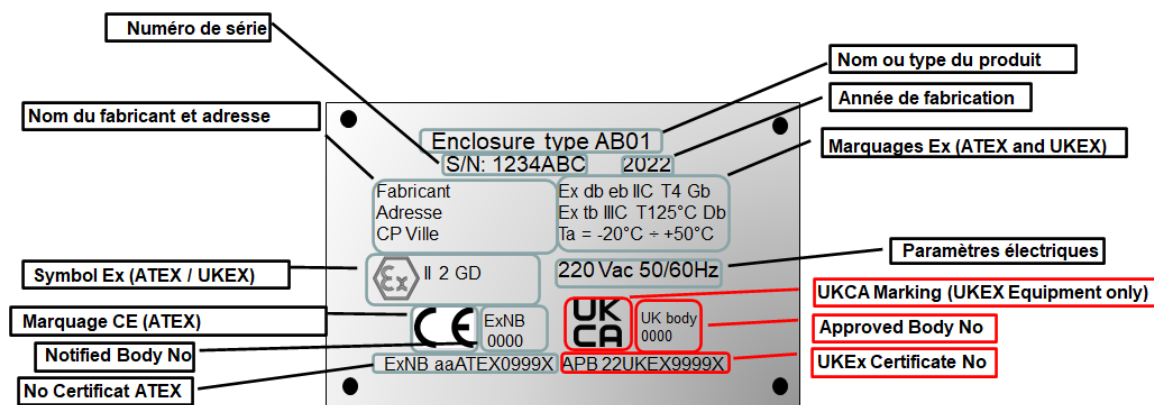 Numéro de série
Nom ou type du produit
Année de fabrication
Nom du fabricant et adresse
Marquages Ex (ATEX and UKEX)
Enclosure type AB01
S/N: 1234ABC 2022
Fabricant
Adresse
CP Ville
Ex db eb IIC T4 Gb
Ex tb IIIC T125°C Db
Ta = -20°C ÷ +50°C
Symbol Ex (ATEX / UKEX)
Ex II 2 GD
220 Vac 50/60Hz
Paramètres électriques
UKCA Marking (UKEX Equipment only)
Marquage CE (ATEX)
CE
ExNB
0000
UK
CA
UK body
0000
Approved Body No
Notified Body No
ExNB aaATEX0999X
APB 22UKEX9999X
UKEx Certificate No
No Certificat ATEX